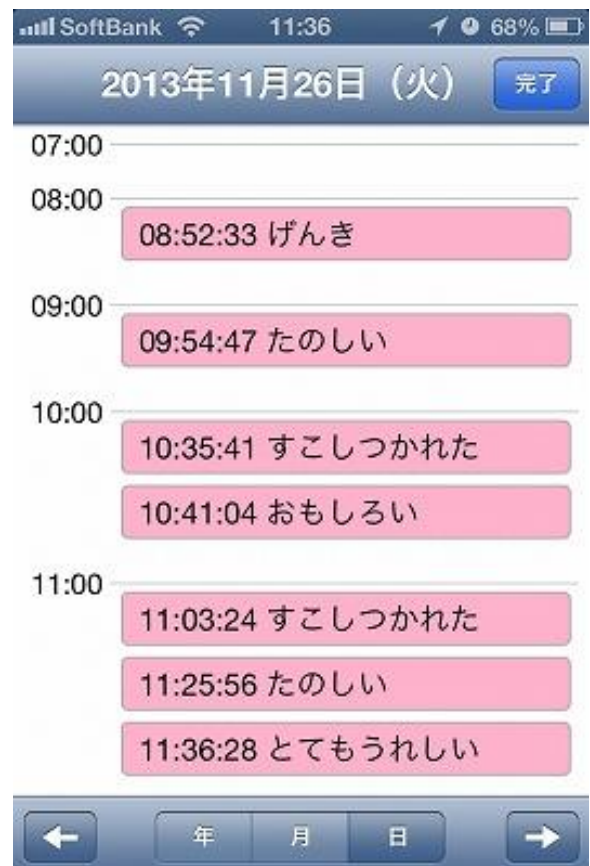 SoftBank 11:36 68%
2013年11月26日（火） 完了
07:00
08:00
08:52:33 げんき
09:00
09:54:47 たのしい
10:00
10:35:41 すこしつかれた
10:41:04 おもしろい
11:00
11:03:24 すこしつかれた
11:25:56 たのしい
11:36:28 とてもうれしい
年 月 日